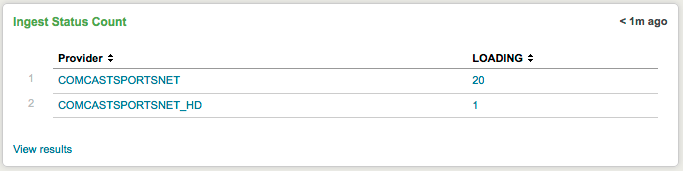 Ingest Status Count < 1m ago
Provider LOADING
1 COMCASTSPORTSNET 20
2 COMCASTSPORTSNET_HD 1
View results